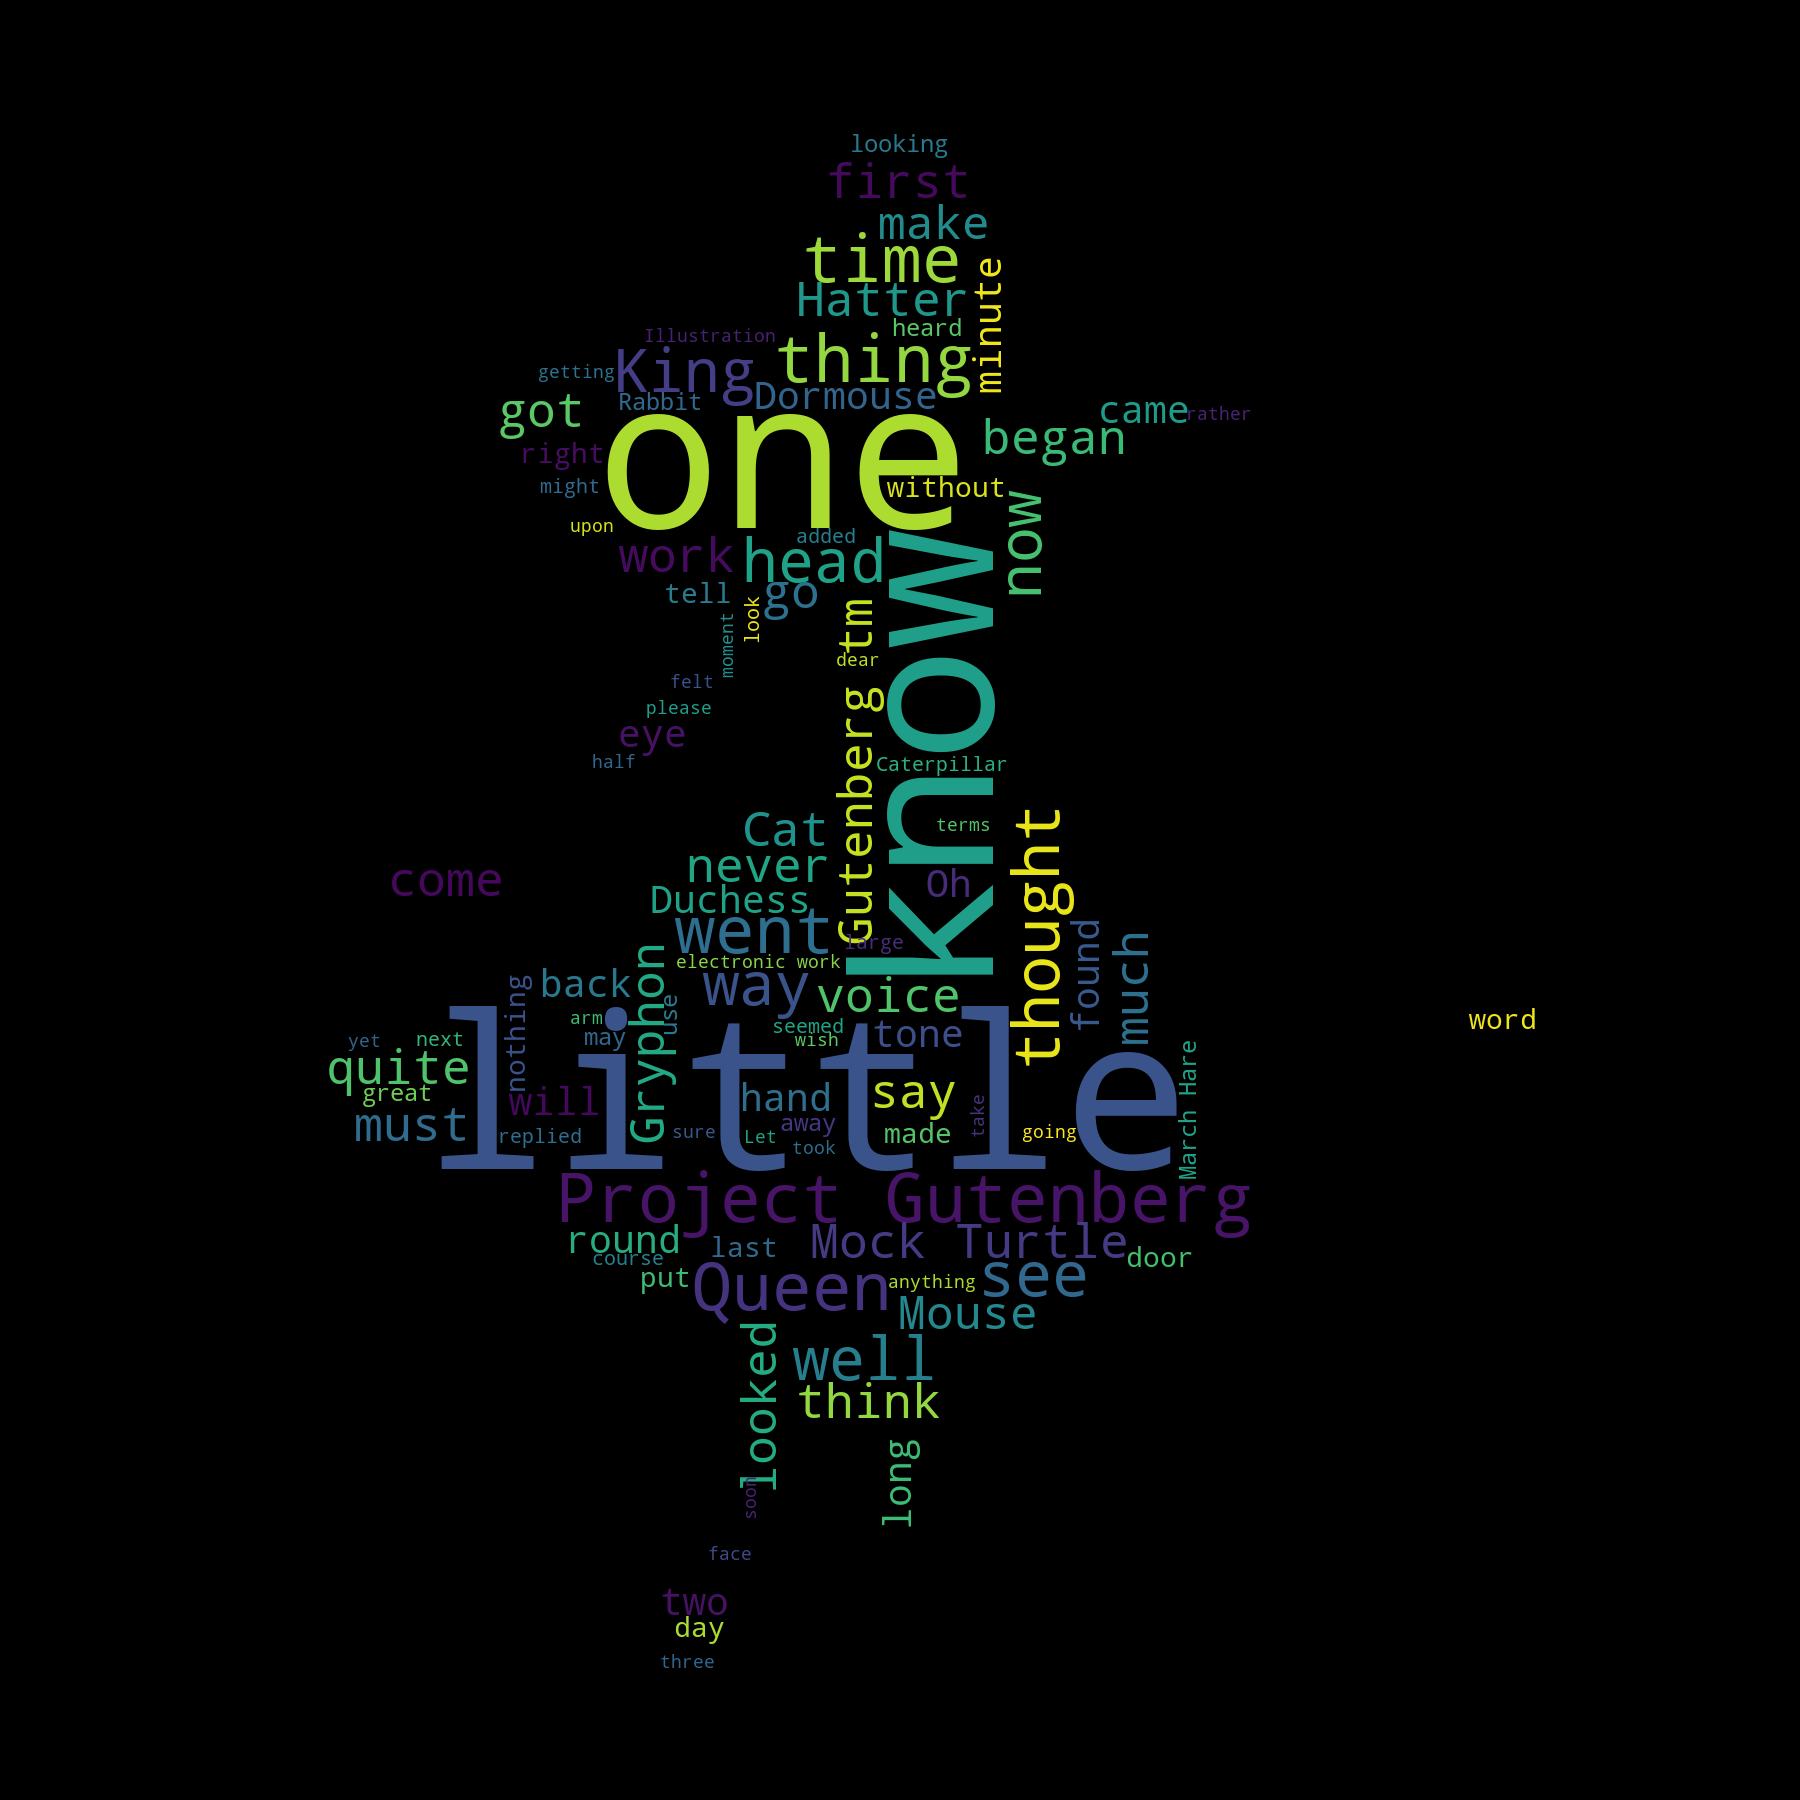 looking
first
make
time
minute
Hatter
heard
Illustration
thing
King
getting
Rabbit
Dormouse
got
came
rather
one
began
right
might
without
now
upon
added
work
head
know
tell
go
look
moment
Gutenberg tm
dear
felt
please
eye
half
Caterpillar
Cat
terms
thought
never
come
Oh
Duchess
went
large
found
much
electronic work
Gryphon
way
back
voice
nothing
use
little
arm
word
seemed
tone
may
wish
yet
next
quite
great
March Hare
will
hand
say
take
must
replied
sure
Let
away
made
going
took
Project Gutenberg
round
course
last
Mock Turtle
door
put
Queen
anything
see
Mouse
looked
well
think
long
soon
face
two
day
three